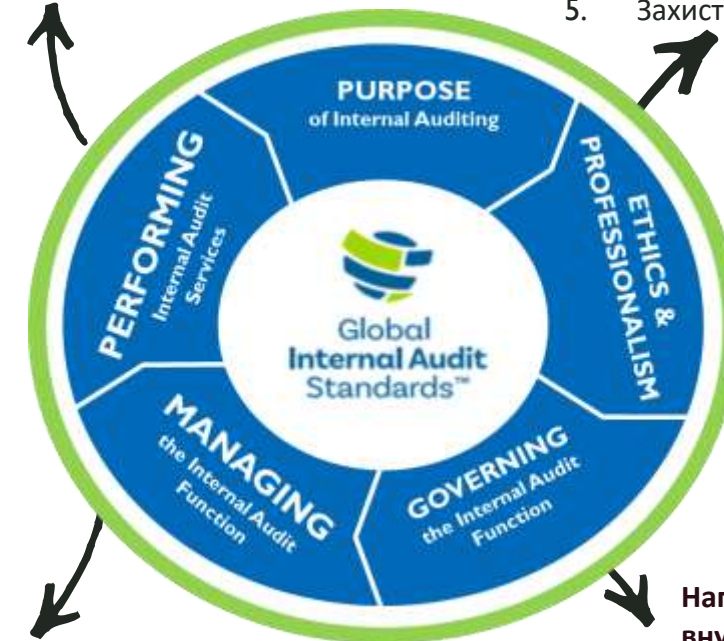 5. Захист
PURPOSE
of Internal Auditing
ETHICS &
PROFESSIONALISM
GOVERNING
the Internal Audit
Function
MANAGING
the Internal Audit
Function
PERFORMING
Internal Audit
Services
Global
Internal Audit
Standards™